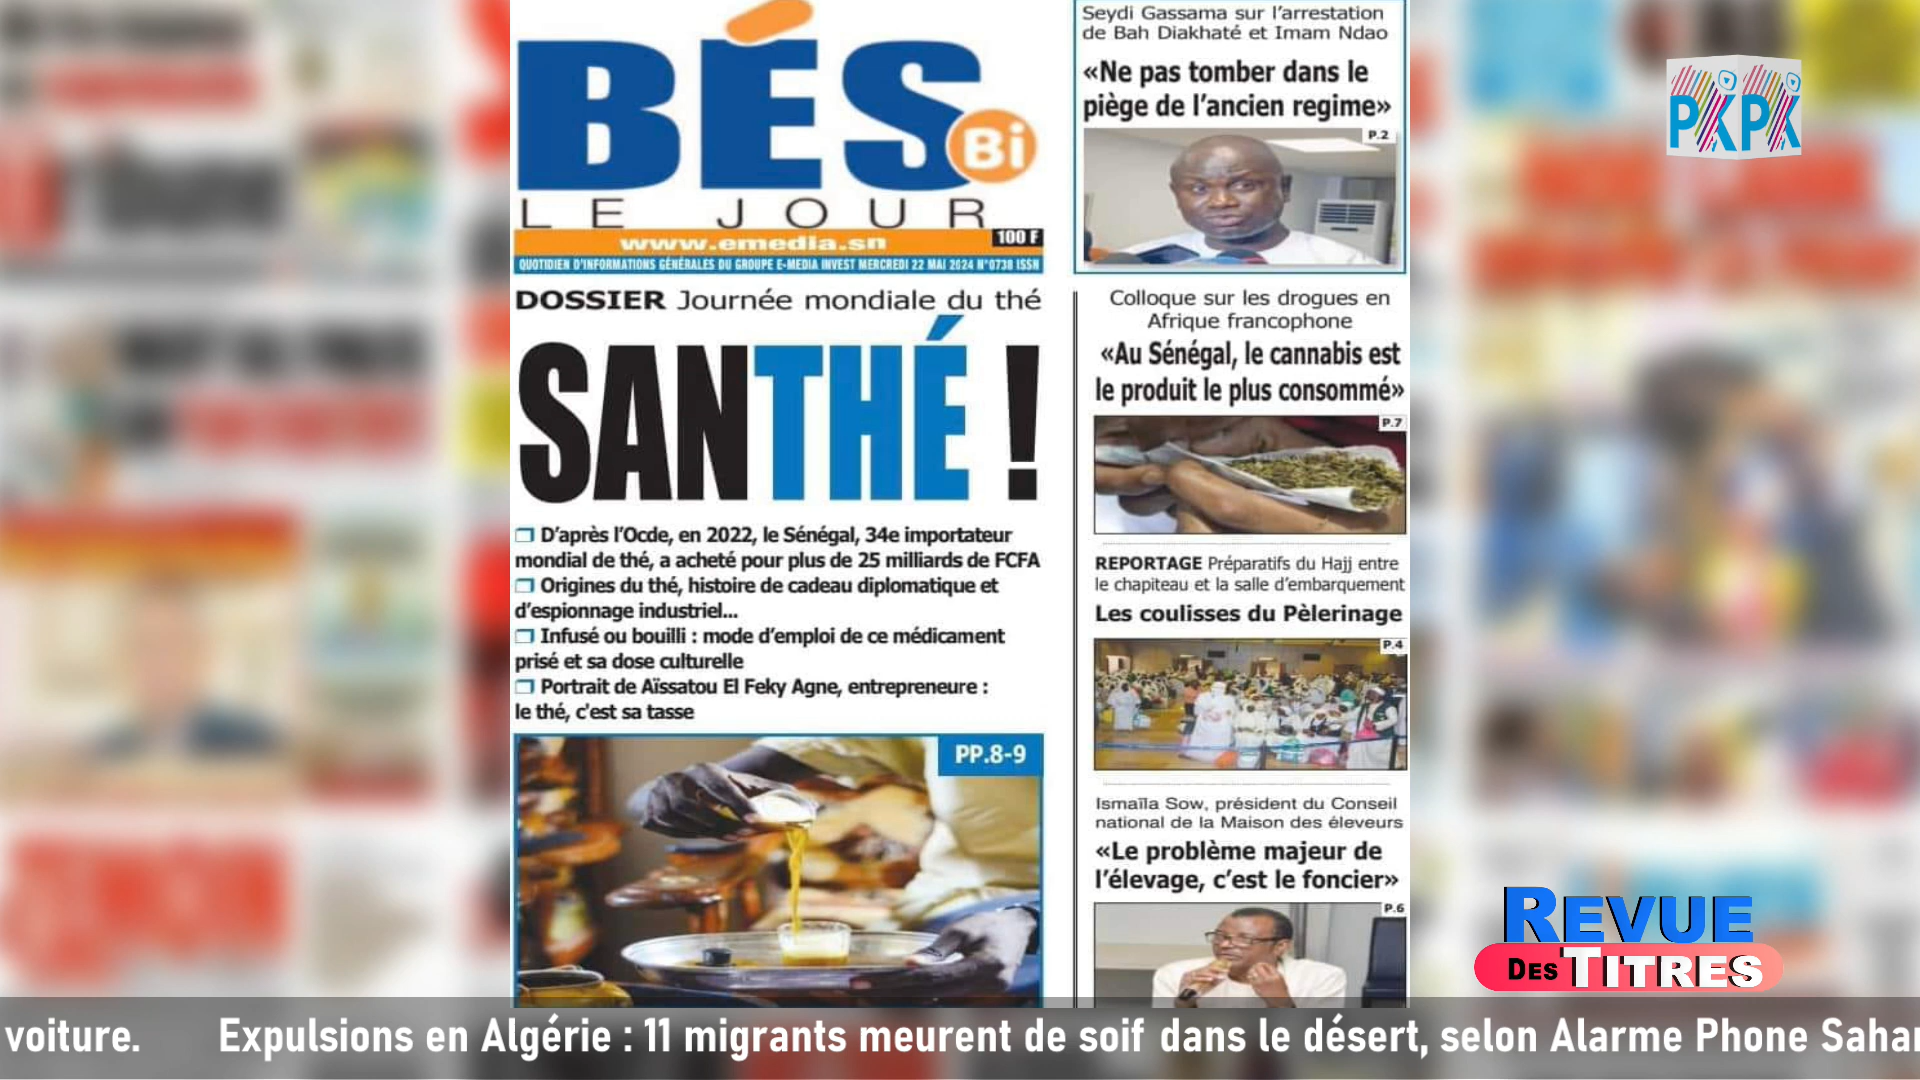 BÉS
Bi
LE JOUR
www.emedia.sn
100 F
QUOTIDIEN D'INFORMATIONS GÉNÉRALES DU GROUPE E-MEDIA INVEST MERCREDI 22 MAI 2024 N°0738 ISSN
DOSSIER Journée mondiale du thé
SANTHÉ !
D'après l'Ocde, en 2022, le Sénégal, 34e importateur
mondial de thé, a acheté pour plus de 25 milliards de FCFA
Origines du thé, histoire de cadeau diplomatique et
d'espionnage industriel...
Infusé ou bouilli : mode d'emploi de ce médicament
prisé et sa dose culturelle
Portrait de Aïssatou El Feky Agne, entrepreneure :
le thé, c'est sa tasse
PP.8-9
Seydi Gassama sur l'arrestation
de Bah Diakhaté et Imam Ndao
«Ne pas tomber dans le
piège de l'ancien regime»
P.2
Colloque sur les drogues en
Afrique francophone
«Au Sénégal, le cannabis est
le produit le plus consommé»
P.7
REPORTAGE Préparatifs du Hajj entre
le chapiteau et la salle d'embarquement
Les coulisses du Pèlerinage
P.4
Ismaïla Sow, président du Conseil
national de la Maison des éleveurs
«Le problème majeur de
l'élevage, c'est le foncier»
P.6
PKPK
REVUE
DES TITRES
voiture. Expulsions en Algérie : 11 migrants meurent de soif dans le désert, selon Alarme Phone Sahar